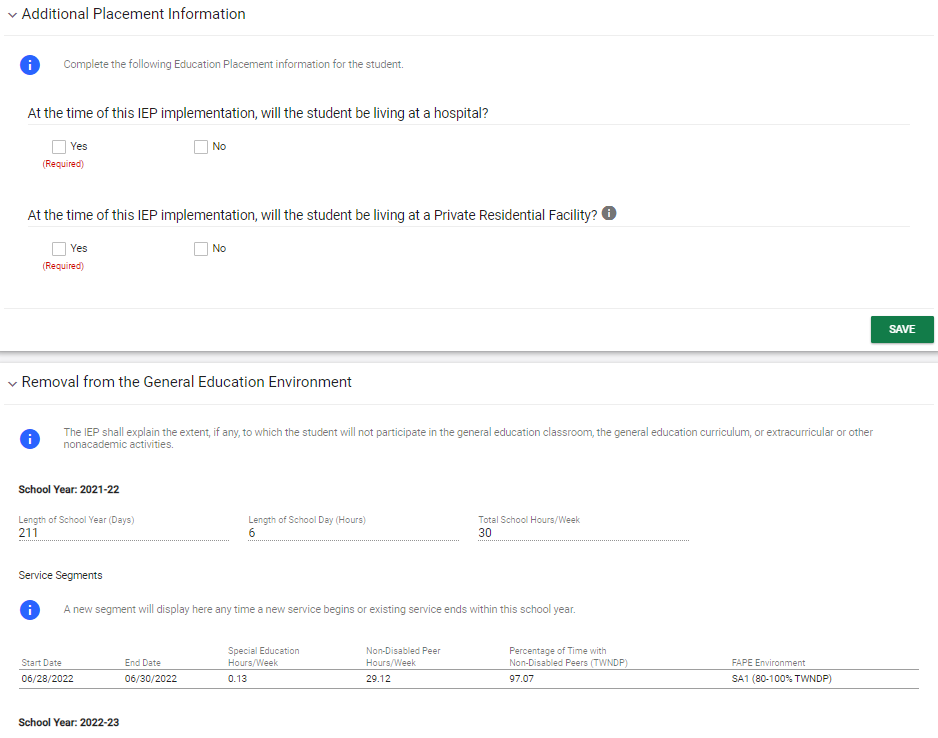 Additional Placement Information
Complete the following Education Placement information for the student.
At the time of this IEP implementation, will the student be living at a hospital?
Yes No
(Required)
At the time of this IEP implementation, will the student be living at a Private Residential Facility?
Yes No
(Required)
SAVE
Removal from the General Education Environment
The IEP shall explain the extent, if any, to which the student will not participate in the general education classroom, the general education curriculum, or extracurricular or other
nonacademic activities.
School Year: 2021-22
Length of School Year (Days) Length of School Day (Hours) Total School Hours/Week
211 6 30
Service Segments
A new segment will display here any time a new service begins or existing service ends within this school year.
Special Education Non-Disabled Peer Percentage of Time with
Start Date End Date Hours/Week Hours/Week Non-Disabled Peers (TWNDP) FAPE Environment
06/28/2022 06/30/2022 0.13 29.12 97.07 SA1 (80-100% TWNDP)
School Year: 2022-23